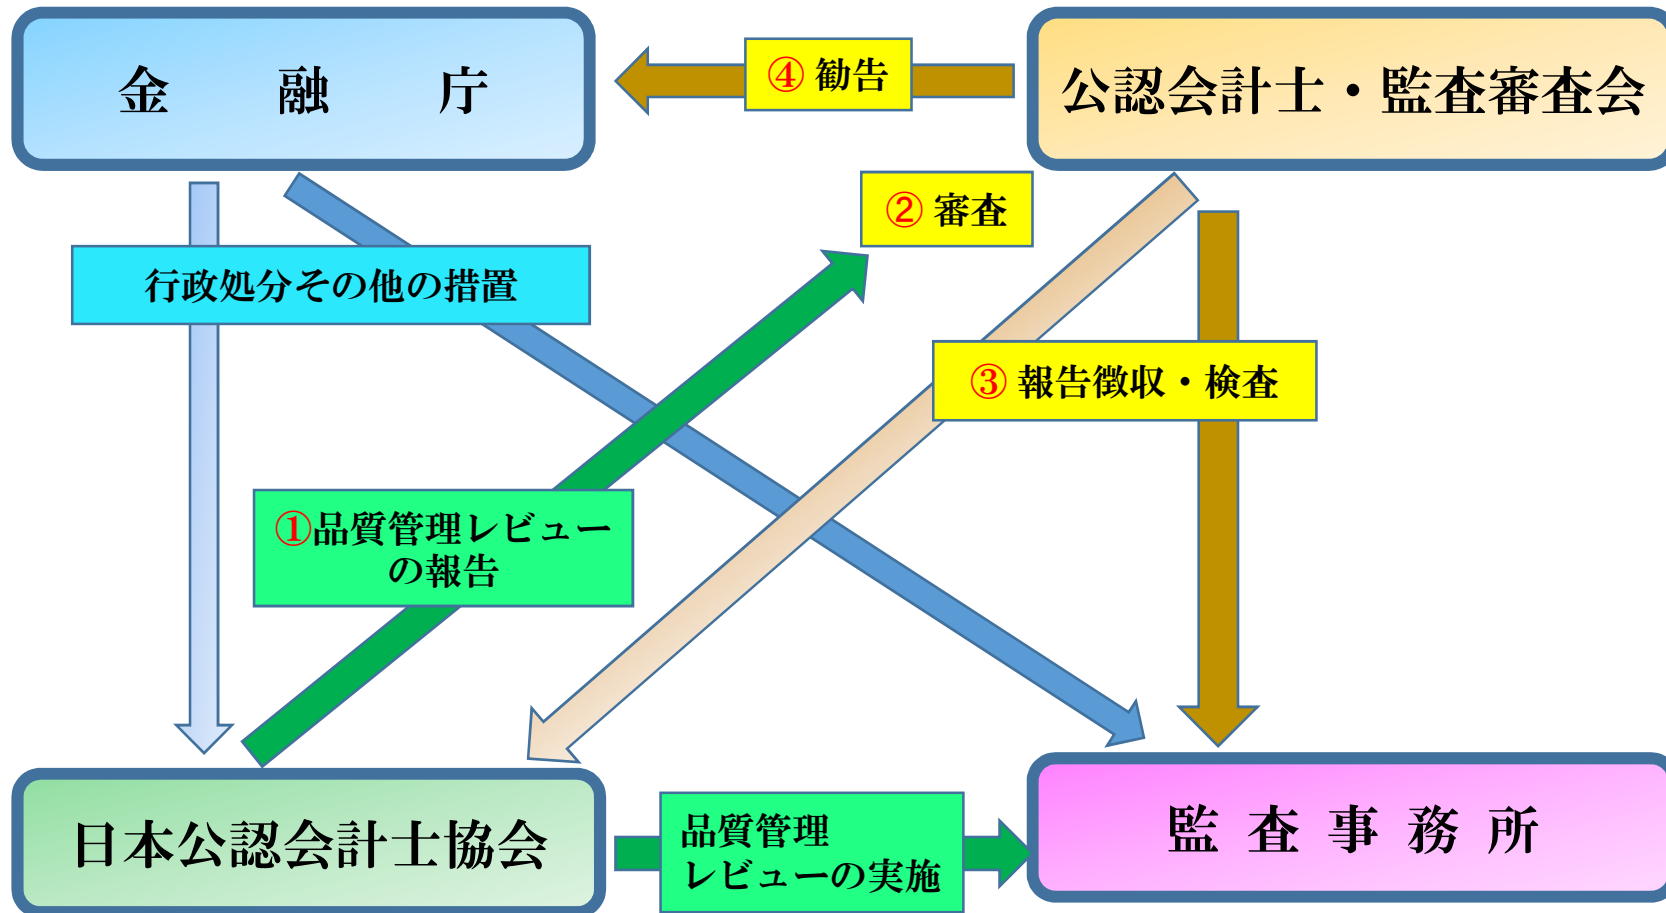 金融庁
④ 勧告
公認会計士・監査審査会
② 審査
行政処分その他の措置
③ 報告徴収・検査
①品質管理レビュー
の報告
日本公認会計士協会
品質管理
レビューの実施
監査事務所